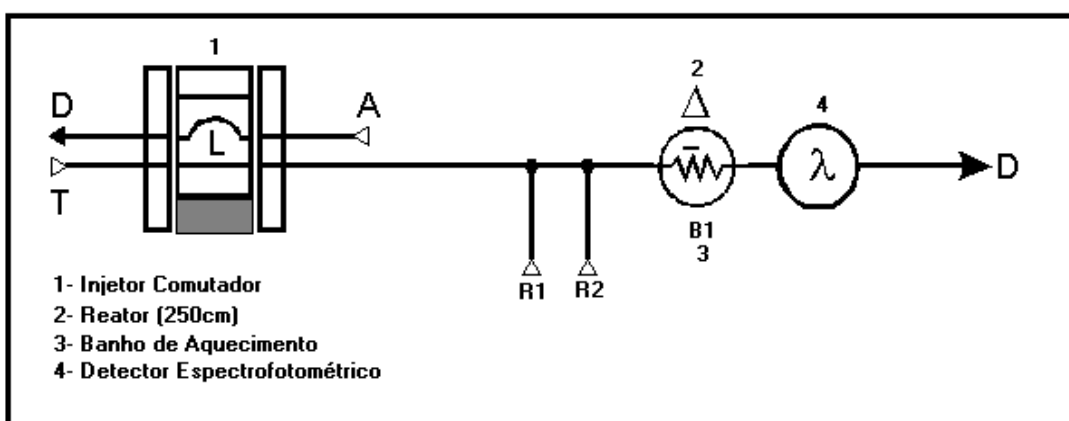 1
D
A
L
T
2
4
λ
D
B1
3
R1
R2
1- Injetor Comutador
2- Reator (250cm)
3- Banho de Aquecimento
4- Detector Espectrofotométrico